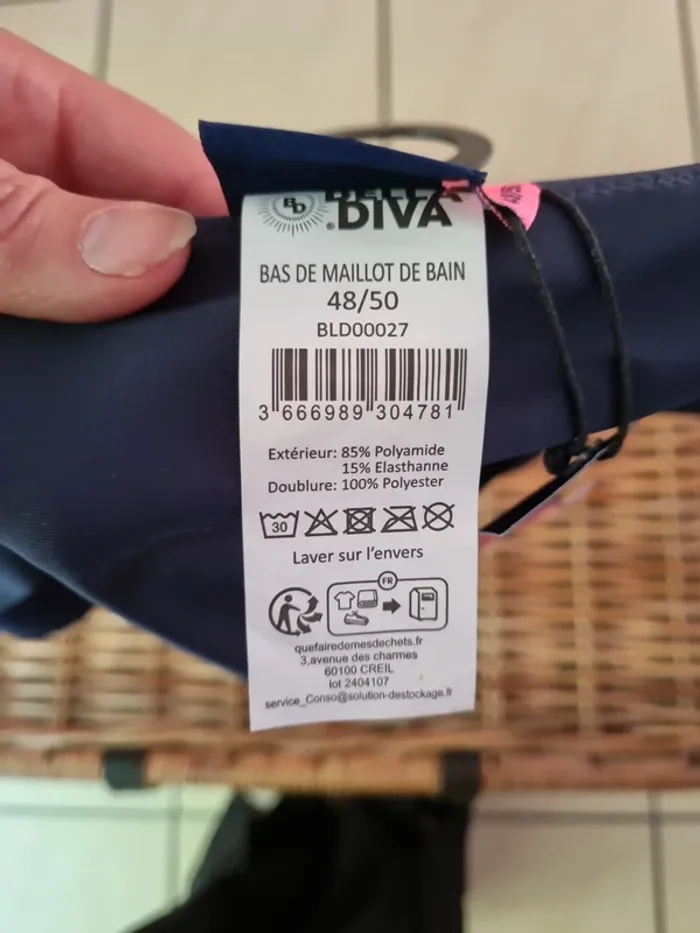 BD
BELLA
® DIVA
BAS DE MAILLOT DE BAIN
48/50
BLD00027
3 666989 304781
Extérieur: 85% Polyamide
15% Elasthanne
Doublure: 100% Polyester
30
Laver sur l'envers
FR
quefairedemesdechets.fr
3,avenue des charmes
60100 CREIL
lot 2404107
service_Conso@solution-destockage.fr